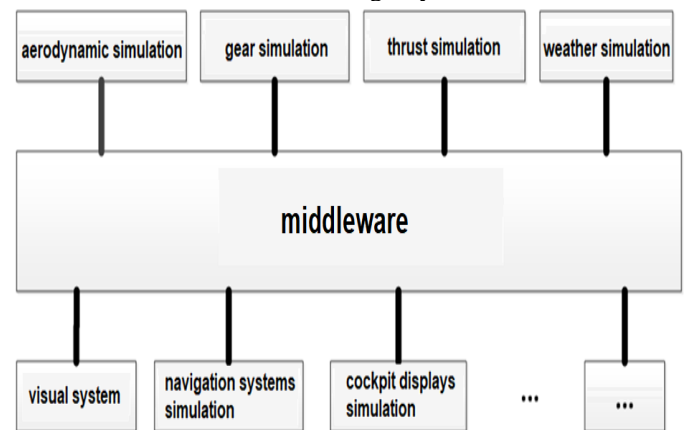 aerodynamic simulation
gear simulation
thrust simulation
weather simulation
middleware
visual system
navigation systems
simulation
cockpit displays
simulation
...
...